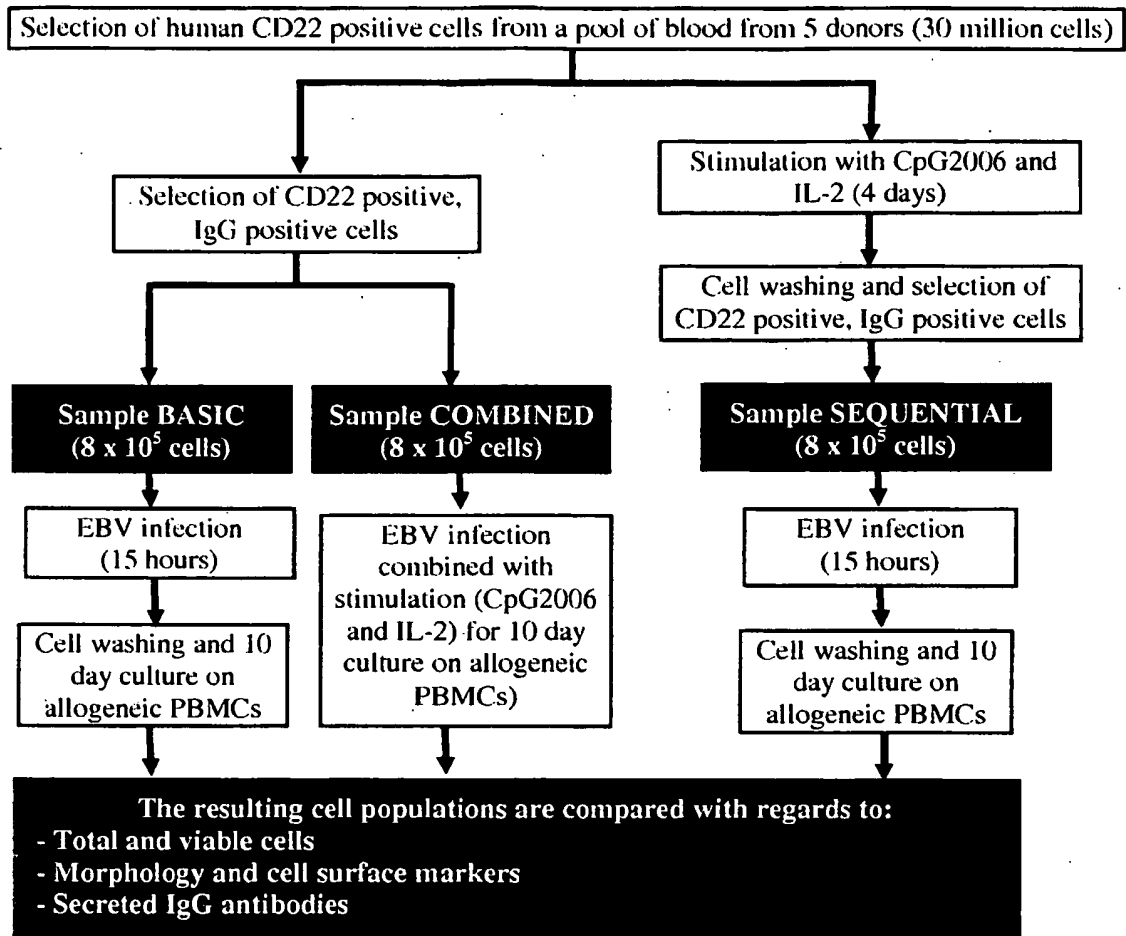 Selection of human CD22 positive cells from a pool of blood from 5 donors (30 million cells)
Selection of CD22 positive,
IgG positive cells
Stimulation with CpG2006 and
IL-2 (4 days)
Cell washing and selection of
CD22 positive, IgG positive cells
Sample BASIC
(8 x 10⁵ cells)
Sample COMBINED
(8 x 10⁵ cells)
Sample SEQUENTIAL
(8 x 10⁵ cells)
EBV infection
(15 hours)
Cell washing and 10
day culture on
allogeneic PBMCs
EBV infection
combined with
stimulation (CpG2006
and IL-2) for 10 day
culture on allogeneic
PBMCs)
EBV infection
(15 hours)
Cell washing and 10
day culture on
allogeneic PBMCs
The resulting cell populations are compared with regards to:
- Total and viable cells
- Morphology and cell surface markers
- Secreted IgG antibodies